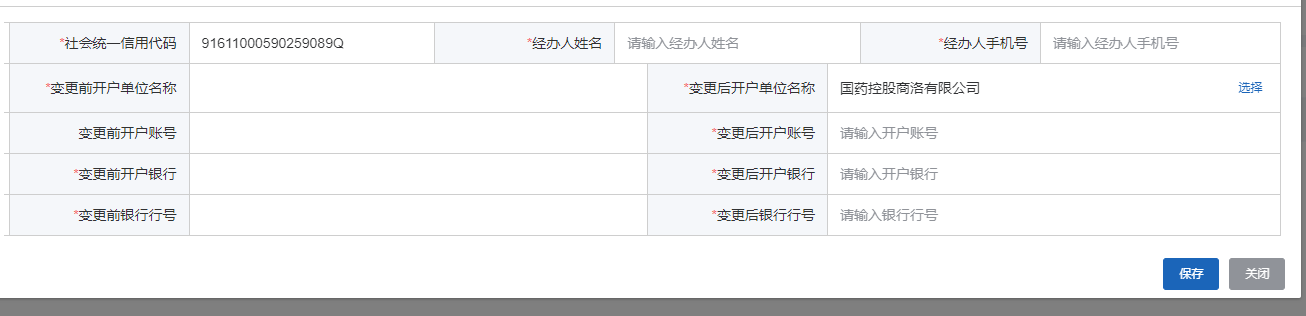 *社会统一信用代码 91611000590259089Q *经办人姓名 请输入经办人姓名 *经办人手机号 请输入经办人手机号
*变更前开户单位名称 *变更后开户单位名称 国药控股商洛有限公司 选择
变更前开户账号 *变更后开户账号 请输入开户账号
*变更前开户银行 *变更后开户银行 请输入开户银行
*变更前银行行号 *变更后银行行号 请输入银行行号
保存 关闭